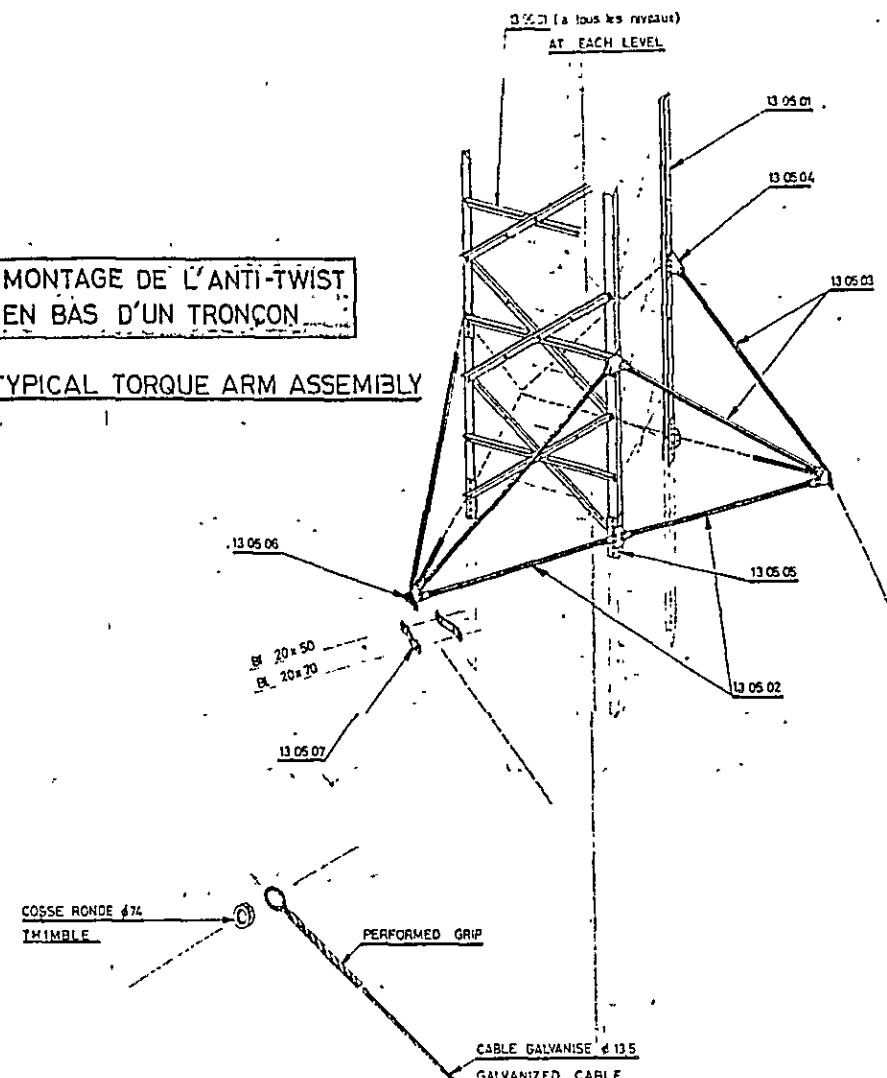 (a tous les niveaux)
AT EACH LEVEL
13 05 01
13 05 04
13 05 03
MONTAGE DE L'ANTI-TWIST
EN BAS D'UN TRONÇON
TYPICAL TORQUE ARM ASSEMBLY
13 05 06
13 05 05
BL 20x50
BL 20x70
13 05 02
13 05 07
COSSE RONDE ϕ74
THIMBLE
PERFORMED GRIP
CABLE GALVANISE ϕ 13 5
GALVANIZED CABLE